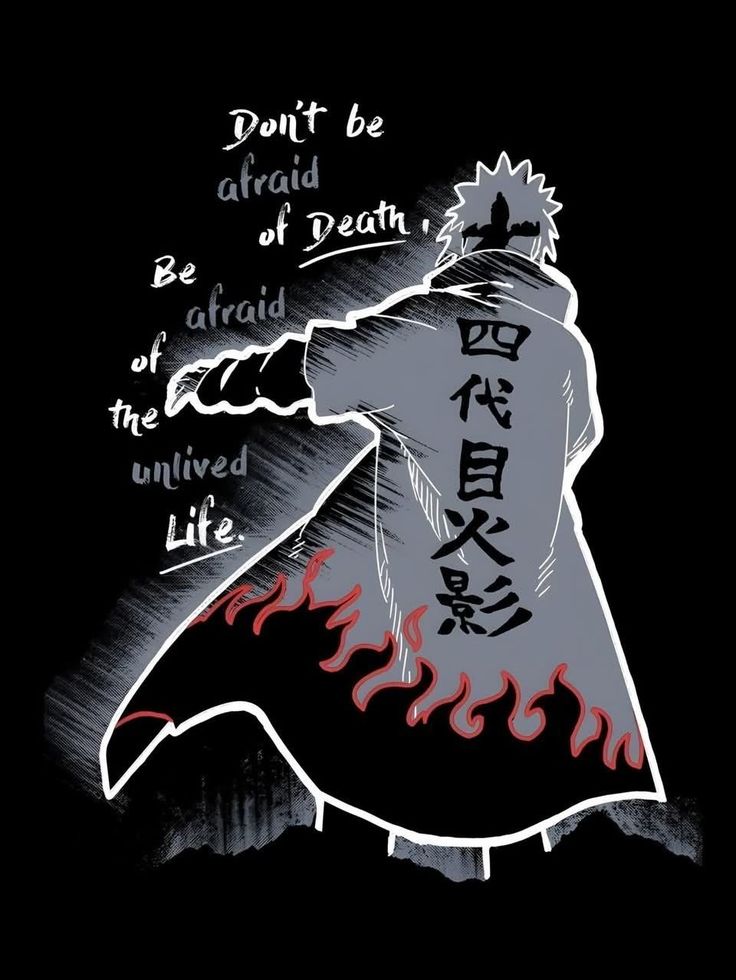 Don't be
afraid
of Death,
Be
afraid
of
the
unlived
Life.
四代目火影